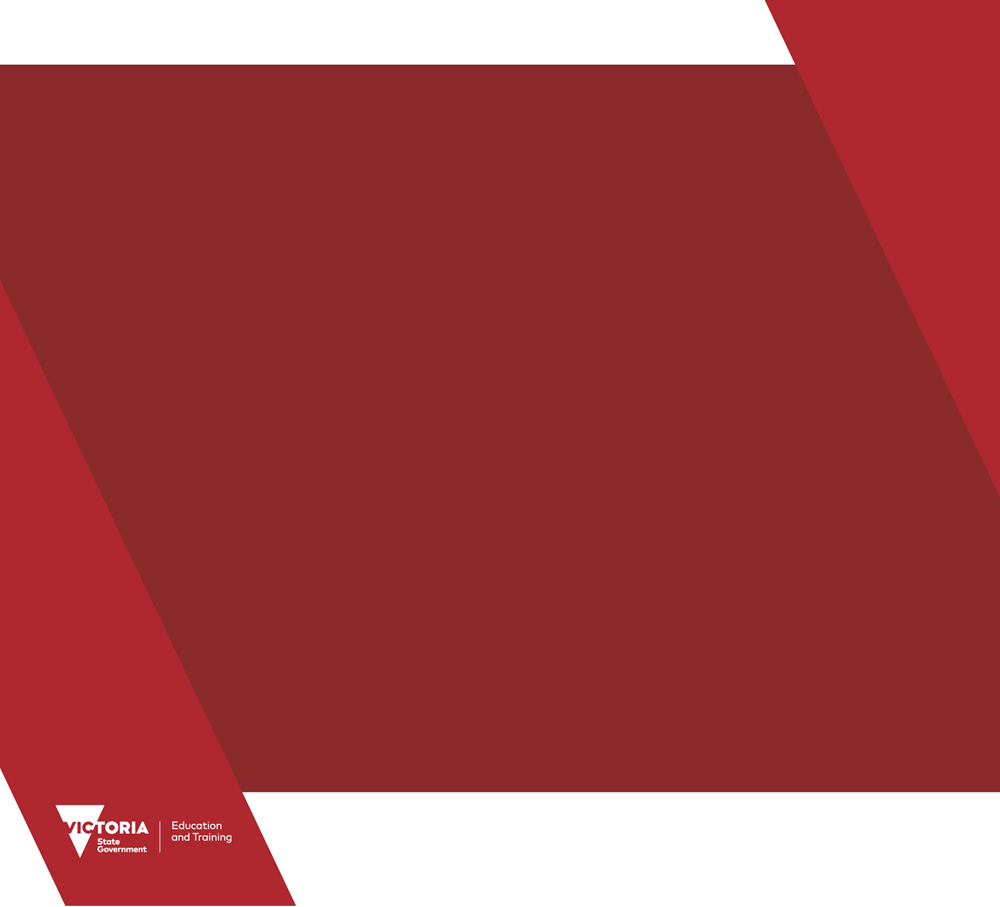 VICTORIA
State
Government
Education
and Training